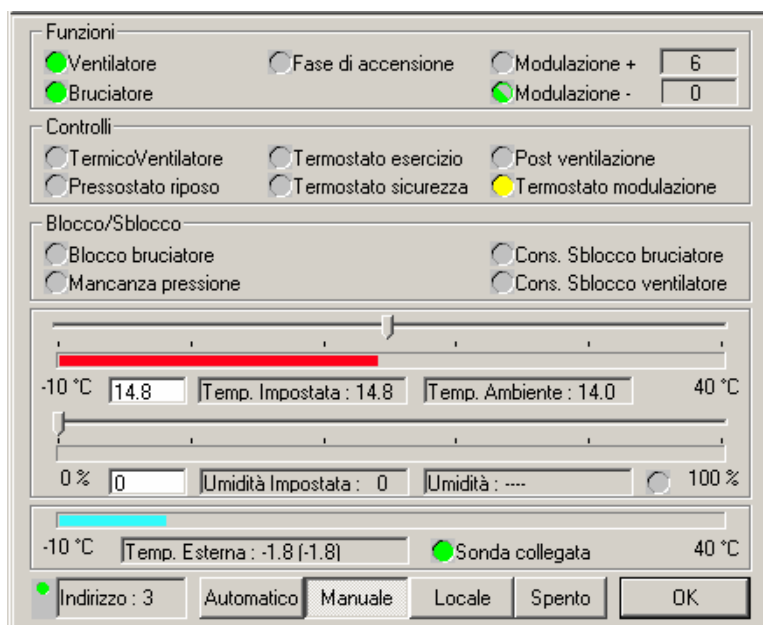 Funzioni
Ventilatore Fase di accensione Modulazione + 6
Bruciatore Modulazione - 0
Controlli
TermicoVentilatore Termostato esercizio Post ventilazione
Pressostato riposo Termostato sicurezza Termostato modulazione
Blocco/Sblocco
Blocco bruciatore Cons. Sblocco bruciatore
Mancanza pressione Cons. Sblocco ventilatore
-10 °C 14.8 Temp. Impostata : 14.8 Temp. Ambiente : 14.0 40 °C
0 % 0 Umidità Impostata : 0 Umidità : ---- 100 %
-10 °C Temp. Esterna : -1.8 (-1.8) Sonda collegata 40 °C
Indirizzo : 3 Automatico Manuale Locale Spento OK